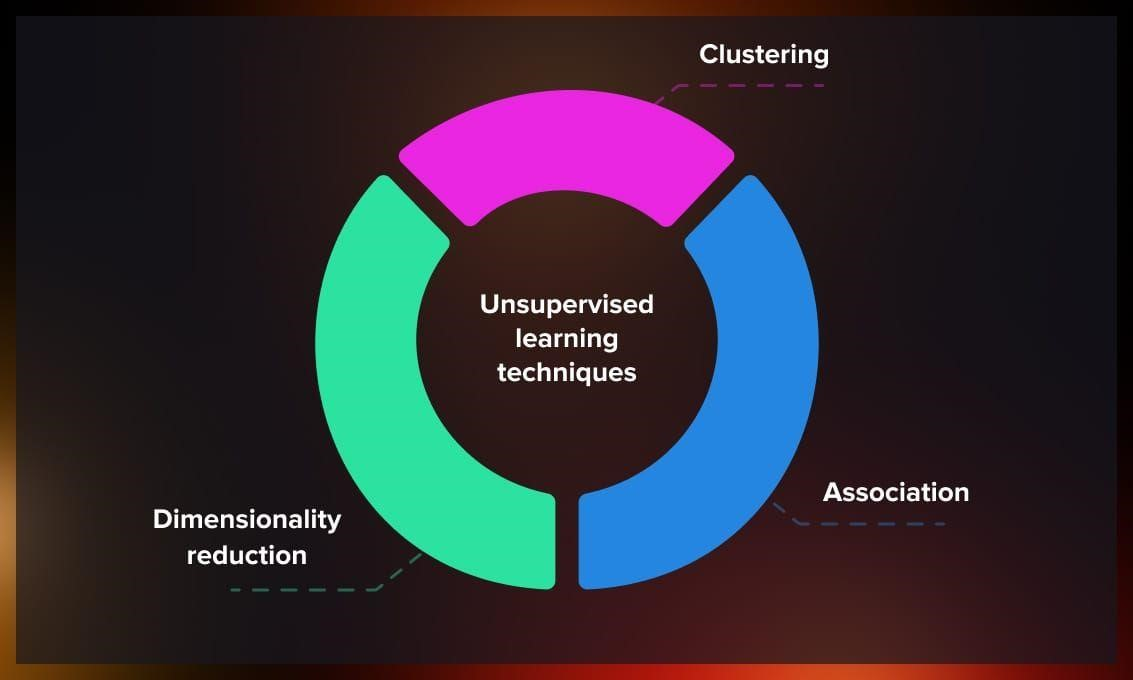 Clustering
Unsupervised
learning
techniques
Association
Dimensionality
reduction